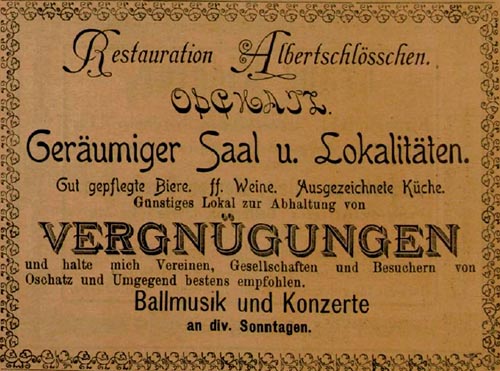 Restauration Albertschlösschen.
OSCHATZ.
Geräumiger Saal u. Lokalitäten.
Gut gepflegte Biere. ff. Weine. Ausgezeichnete Küche.
Günstiges Lokal zur Abhaltung von
VERGNÜGUNGEN
und halte mich Vereinen, Gesellschaften und Besuchern von
Oschatz und Umgegend bestens empfohlen.
Ballmusik und Konzerte
an div. Sonntagen.